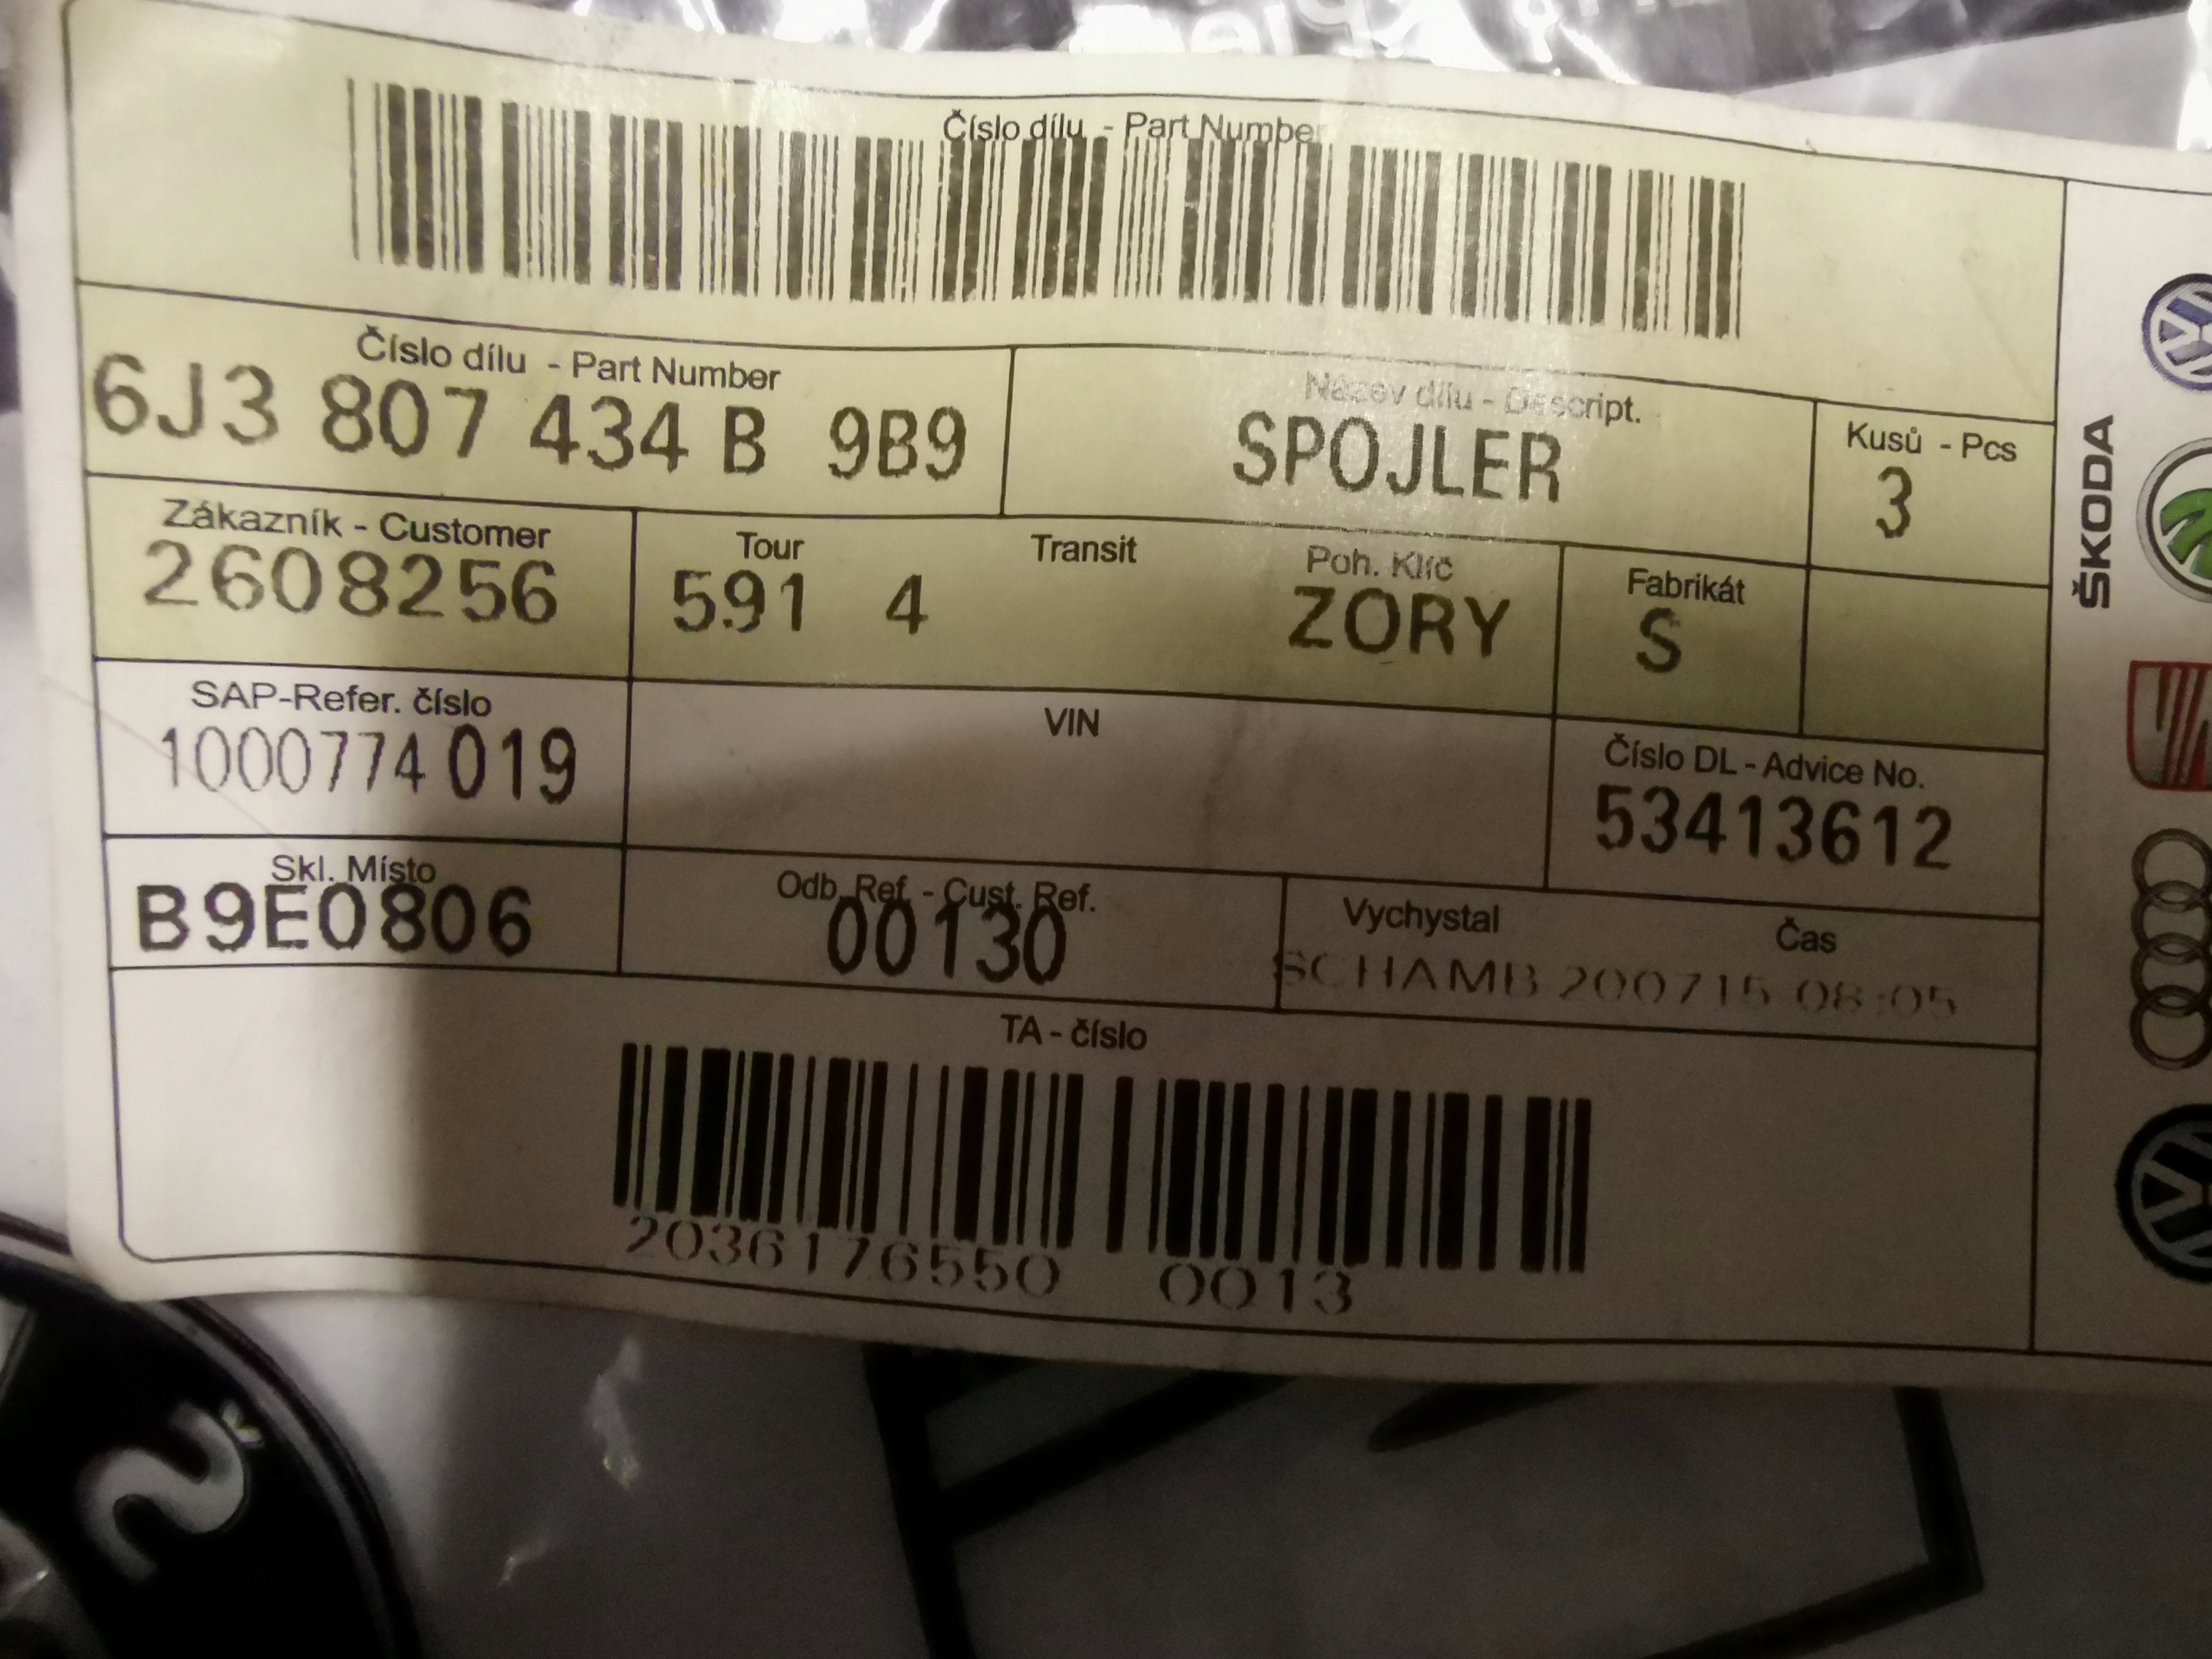 Číslo dílu - Part Number
Číslo dílu - Part Number
6J3 807 434 B 9B9
Název dílu - Descript.
SPOJLER
Kusů - Pcs
3
Zákazník - Customer
2608256
Tour
591 4
Transit
Poh. Klíč
ZORY
Fabrikát
S
SAP-Refer. číslo
1000774019
VIN
Číslo DL - Advice No.
53413612
Skl. Místo
B9E0806
Odb. Ref. - Cust. Ref.
00130
Vychystal
Čas
SCHAMB 200715 08:05
TA - číslo
2036176550 0013
ŠKODA